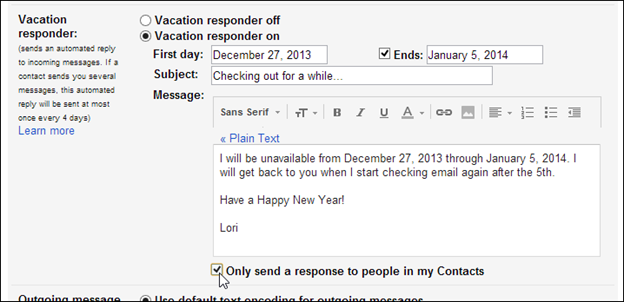 Vacation responder:
(sends an automated reply to incoming messages. If a contact sends you several messages, this automated reply will be sent at most once every 4 days)
Learn more
Vacation responder off
Vacation responder on
First day: December 27, 2013 Ends: January 5, 2014
Subject: Checking out for a while...
Message:
Sans Serif T B I U A
« Plain Text
I will be unavailable from December 27, 2013 through January 5, 2014. I
will get back to you when I start checking email again after the 5th.
Have a Happy New Year!
Lori
Only send a response to people in my Contacts
Outgoing message Use default text encoding for outgoing messages